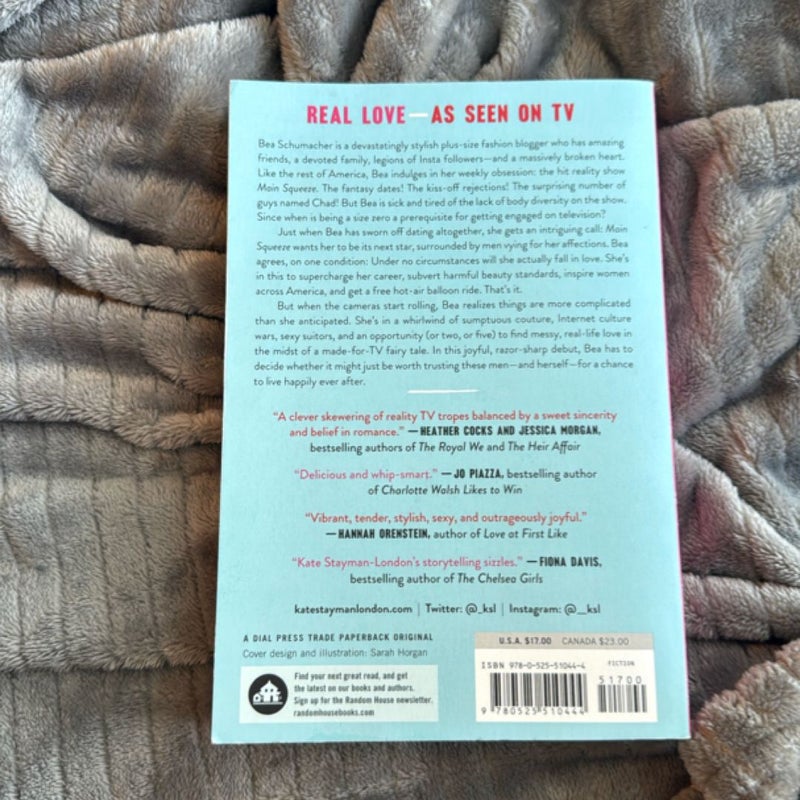 REAL LOVE—AS SEEN ON TV
Bea Schumacher is a devastatingly stylish plus-size fashion blogger who has amazing
friends, a devoted family, legions of Insta followers—and a massively broken heart.
Like the rest of America, Bea indulges in her weekly obsession: the hit reality show
Main Squeeze. The fantasy dates! The kiss-off rejections! The surprising number of
guys named Chad! But Bea is sick and tired of the lack of body diversity on the show.
Since when is being a size zero a prerequisite for getting engaged on television?
Just when Bea has sworn off dating altogether, she gets an intriguing call: Main
Squeeze wants her to be its next star, surrounded by men vying for her affections. Bea
agrees, on one condition: Under no circumstances will she actually fall in love. She's
in this to supercharge her career, subvert harmful beauty standards, inspire women
across America, and get a free hot-air balloon ride. That's it.
But when the cameras start rolling, Bea realizes things are more complicated
than she anticipated. She's in a whirlwind of sumptuous couture, Internet culture
wars, sexy suitors, and an opportunity (or two, or five) to find messy, real-life love in
the midst of a made-for-TV fairy tale. In this joyful, razor-sharp debut, Bea has to
decide whether it might just be worth trusting these men—and herself—for a chance
to live happily ever after.
"A clever skewering of reality TV tropes balanced by a sweet sincerity
and belief in romance." —HEATHER COCKS AND JESSICA MORGAN,
bestselling authors of The Royal We and The Heir Affair
"Delicious and whip-smart." —JO PIAZZA, bestselling author
of Charlotte Walsh Likes to Win
"Vibrant, tender, stylish, sexy, and outrageously joyful."
—HANNAH ORENSTEIN, author of Love at First Like
"Kate Stayman-London's storytelling sizzles." —FIONA DAVIS,
bestselling author of The Chelsea Girls
katestaymanlondon.com | Twitter: @_ksl | Instagram: @__ksl
A DIAL PRESS TRADE PAPERBACK ORIGINAL
Cover design and illustration: Sarah Horgan
Find your next great read, and get
the latest on our books and authors.
Sign up for the Random House newsletter.
randomhousebooks.com
U.S.A. $17.00 CANADA $23.00
ISBN 978-0-525-51044-4
FICTION
51700
9 780525 510444